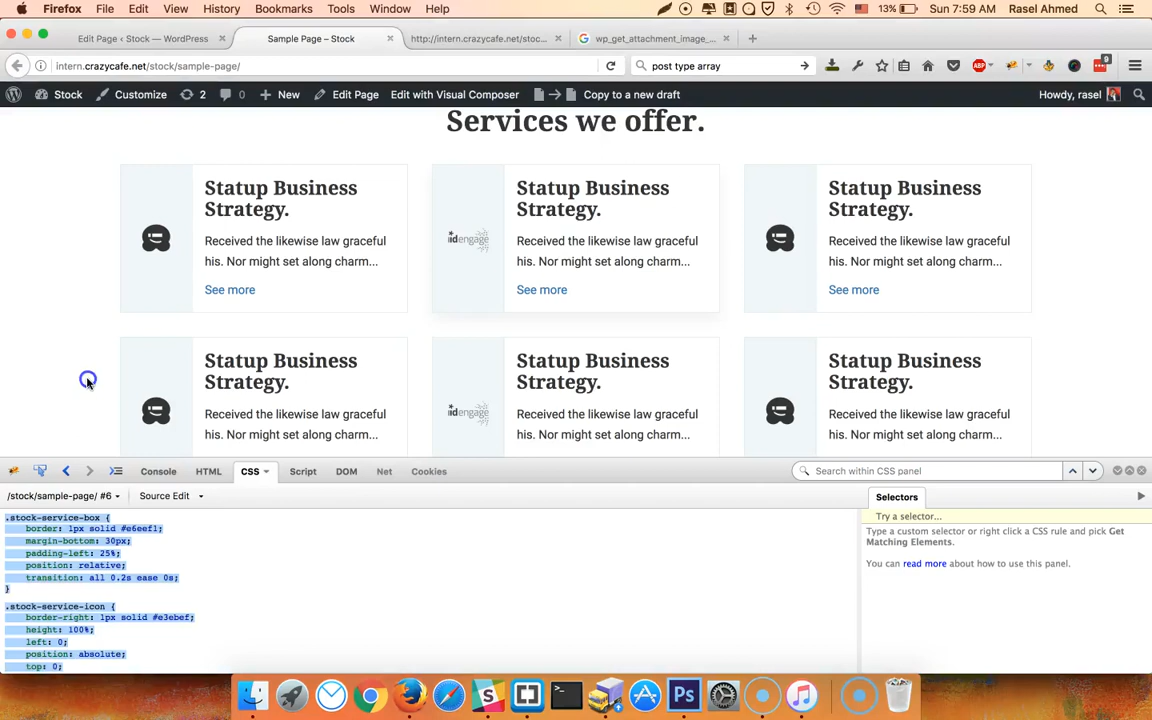 Firefox File Edit View History Bookmarks Tools Window Help 13% Sun 7:59 AM Rasel Ahmed
Edit Page ‹ Stock — WordPress
Sample Page – Stock
http://intern.crazycafe.net/stoc...
wp_get_attachment_image_...
intern.crazycafe.net/stock/sample-page/
post type array
ABP
9
Stock Customize 2 0 New Edit Page Edit with Visual Composer Copy to a new draft Howdy, rasel
Services we offer.
Statup Business
Strategy.
Received the likewise law graceful
his. Nor might set along charm...
See more
idengage
Statup Business
Strategy.
Received the likewise law graceful
his. Nor might set along charm...
See more
Statup Business
Strategy.
Received the likewise law graceful
his. Nor might set along charm...
See more
Statup Business
Strategy.
Received the likewise law graceful
his. Nor might set along charm...
idengage
Statup Business
Strategy.
Received the likewise law graceful
his. Nor might set along charm...
Statup Business
Strategy.
Received the likewise law graceful
his. Nor might set along charm...
Console HTML CSS Script DOM Net Cookies
Search within CSS panel
/stock/sample-page/ #6 Source Edit
Selectors
.stock-service-box {
border: 1px solid #e6eef1;
margin-bottom: 30px;
padding-left: 25%;
position: relative;
transition: all 0.2s ease 0s;
}
.stock-service-icon {
border-right: 1px solid #e3ebef;
height: 100%;
left: 0;
position: absolute;
top: 0;
Try a selector...
Type a custom selector or right click a CSS rule and pick Get
Matching Elements.
You can read more about how to use this panel.
Ps